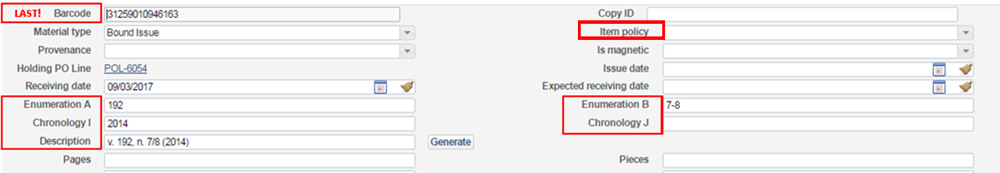 LAST! Barcode 31259010946163 Copy ID
Material type Bound Issue Item policy
Provenance Is magnetic
Holding PO Line POL-6054 Issue date
Receiving date 09/03/2017 Expected receiving date
Enumeration A 192 Enumeration B 7-8
Chronology I 2014 Chronology J
Description v. 192, n. 7/8 (2014) Generate
Pages Pieces